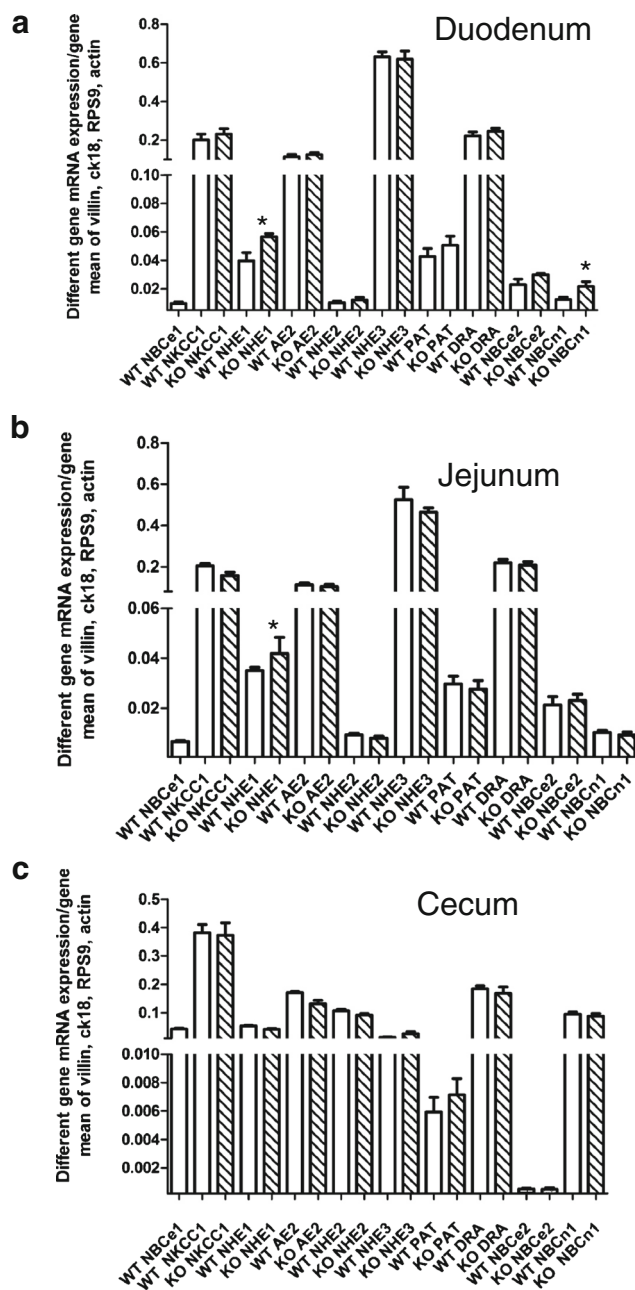 a
Duodenum
Different gene mRNA expression/gene
mean of villin, ck18, RPS9, actin
0.8
0.6
0.4
0.2
0.10
0.08
0.06
0.04
0.02
*
*
WT NBCe1
WT NKCC1
KO NKCC1
WT NHE1
KO NHE1
WT AE2
KO AE2
WT NHE2
KO NHE2
WT NHE3
KO NHE3
WT PAT
KO PAT
WT DRA
KO DRA
WT NBCe2
KO NBCe2
WT NBCn1
KO NBCn1
b
Jejunum
Different gene mRNA expression/gene
mean of villin, ck18, RPS9, actin
0.8
0.6
0.4
0.2
0.06
0.04
0.02
*
WT NBCe1
WT NKCC1
KO NKCC1
WT NHE1
KO NHE1
WT AE2
KO AE2
WT NHE2
KO NHE2
WT NHE3
KO NHE3
WT PAT
KO PAT
WT DRA
KO DRA
WT NBCe2
KO NBCe2
WT NBCn1
KO NBCn1
c
Cecum
Different gene mRNA expression/gene
mean of villin, ck18, RPS9, actin
0.5
0.4
0.3
0.2
0.1
0.010
0.008
0.006
0.004
0.002
WT NBCe1
WT NKCC1
KO NKCC1
WT NHE1
KO NHE1
WT AE2
KO AE2
WT NHE2
KO NHE2
WT NHE3
KO NHE3
WT PAT
KO PAT
WT DRA
KO DRA
WT NBCe2
KO NBCe2
WT NBCn1
KO NBCn1